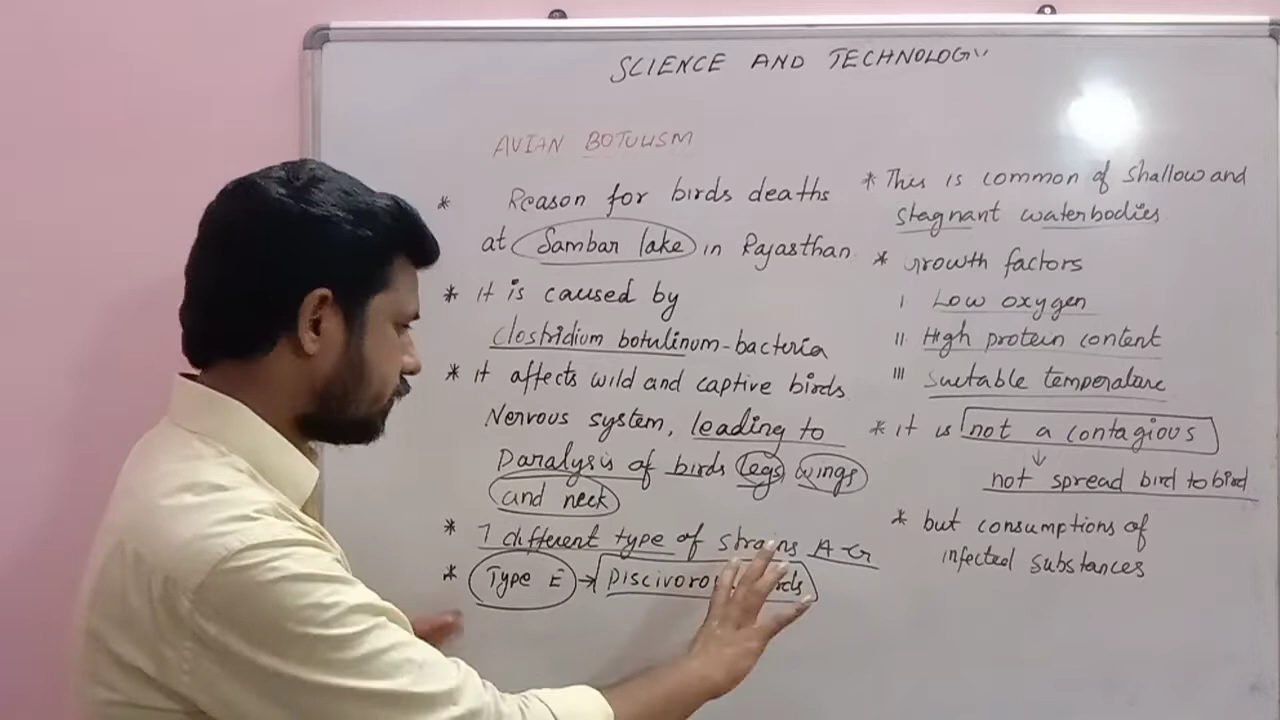 SCIENCE AND TECHNOLOGY
AVIAN BOTULISM
* Reason for birds deaths
at Sambar lake in Rajasthan
* it is caused by
Clostridium botulinum-bacteria
* it affects wild and captive birds
Nervous system, leading to
Paralysis of birds legs wings
and neck
* 7 different type of strains A-G
* Type E →
* This is common of shallow and
stagnant waterbodies
* Growth factors
I Low oxygen
II High protein content
III Suitable temperature
* it is not a contagious
↓
not spread bird to bird
* but consumptions of
infected substances